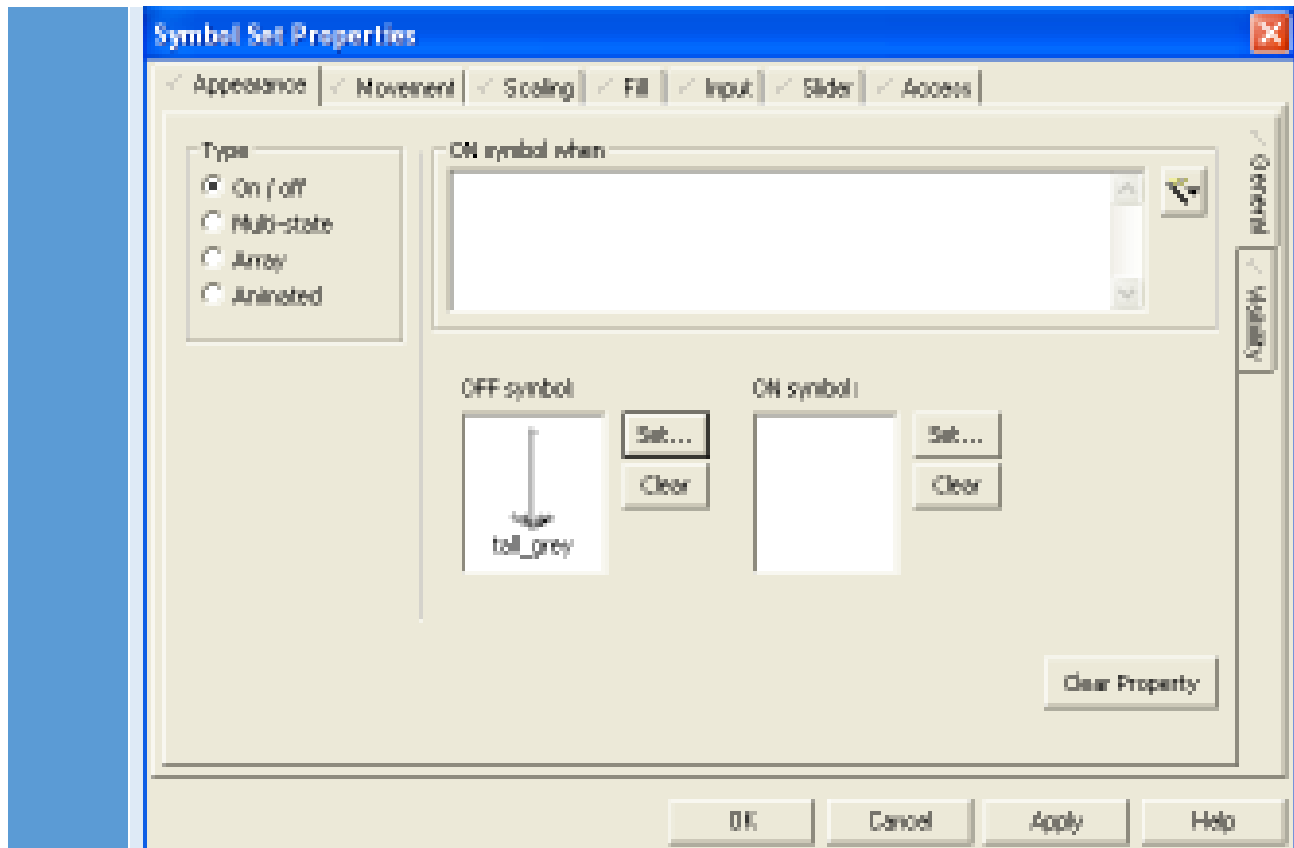 Symbol Set Properties
Appearance Movement Scaling Fill Input Slider Access
General
Visibility
Type
On / off
Multi-state
Array
Animated
ON symbol when
OFF symbol:
tall_grey
Set...
Clear
ON symbol:
Set...
Clear
Clear Property
OK Cancel Apply Help